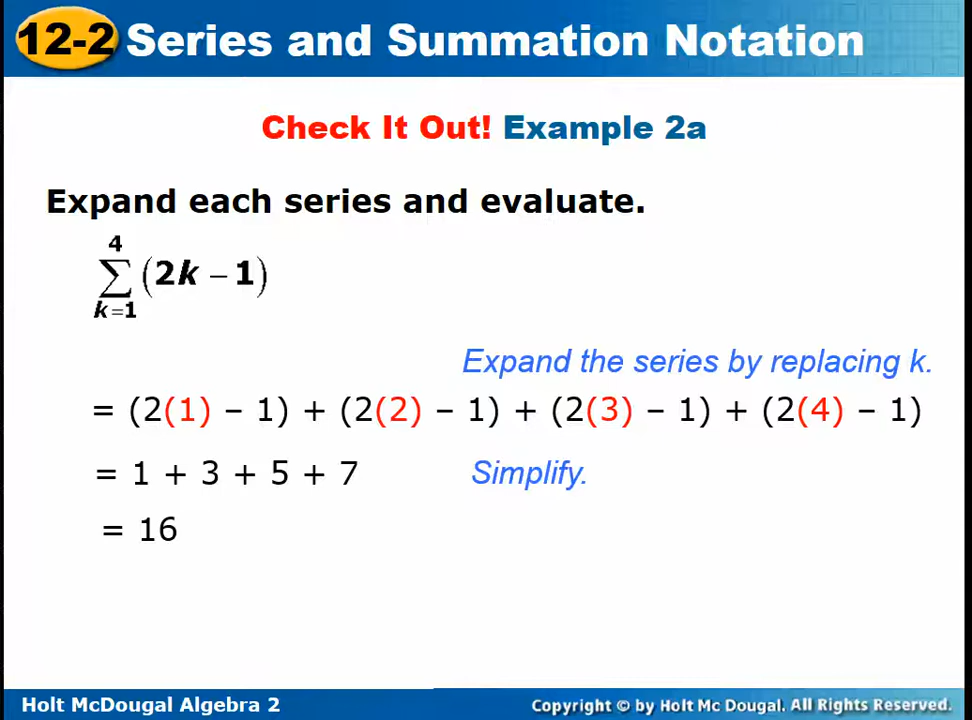 12-2 Series and Summation Notation
Check It Out! Example 2a
Expand each series and evaluate.
4
∑ (2k – 1)
k=1
Expand the series by replacing k.
= (2(1) – 1) + (2(2) – 1) + (2(3) – 1) + (2(4) – 1)
= 1 + 3 + 5 + 7 Simplify.
= 16
Holt McDougal Algebra 2 Copyright © by Holt Mc Dougal. All Rights Reserved.